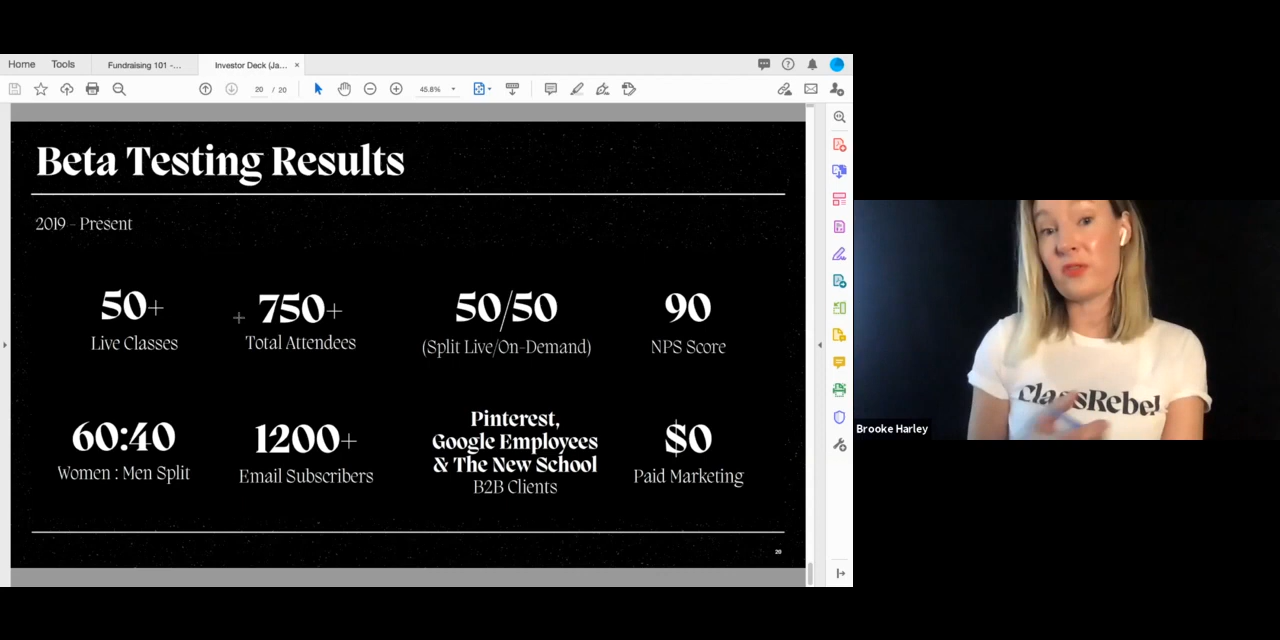 Home Tools Fundraising 101 -... Investor Deck (Ja... ×
20 / 20 45.8%
Beta Testing Results
2019 - Present
50+ 750+ 50/50 90
Live Classes Total Attendees (Split Live/On-Demand) NPS Score
60:40 1200+ Pinterest, Google Employees & The New School $0
Women : Men Split Email Subscribers B2B Clients Paid Marketing
20
ClassRebel
Brooke Harley